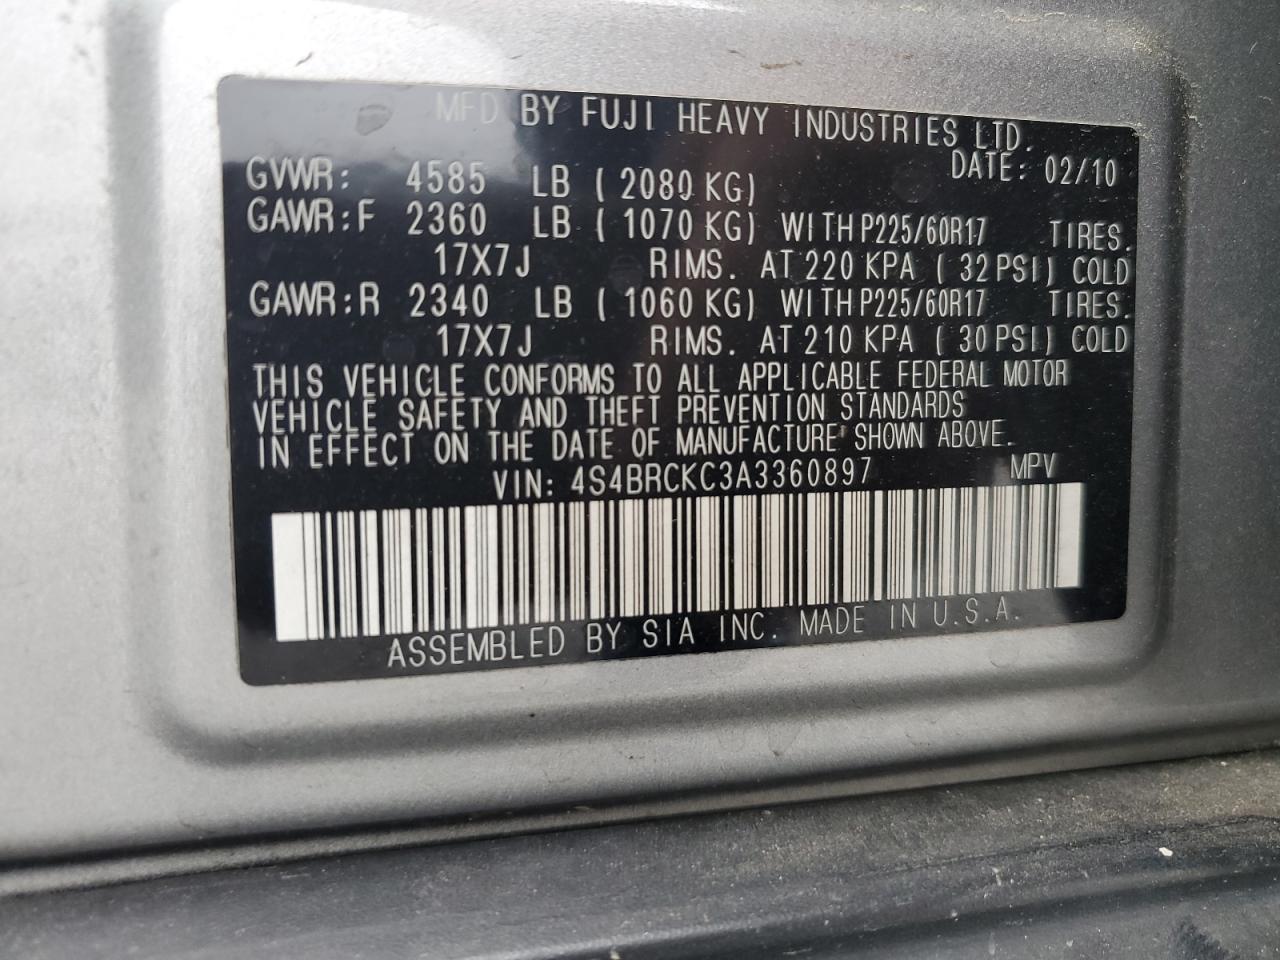 MFD BY FUJI HEAVY INDUSTRIES LTD.
DATE: 02/10
GVWR: 4585 LB ( 2080 KG)
GAWR:F 2360 LB ( 1070 KG) WITH P225/60R17 TIRES.
17X7J RIMS. AT 220 KPA ( 32 PSI) COLD
GAWR:R 2340 LB ( 1060 KG) WITH P225/60R17 TIRES.
17X7J RIMS. AT 210 KPA ( 30 PSI) COLD
THIS VEHICLE CONFORMS TO ALL APPLICABLE FEDERAL MOTOR
VEHICLE SAFETY AND THEFT PREVENTION STANDARDS
IN EFFECT ON THE DATE OF MANUFACTURE SHOWN ABOVE.
VIN: 4S4BRCKC3A3360897 MPV
ASSEMBLED BY SIA INC. MADE IN U.S.A.